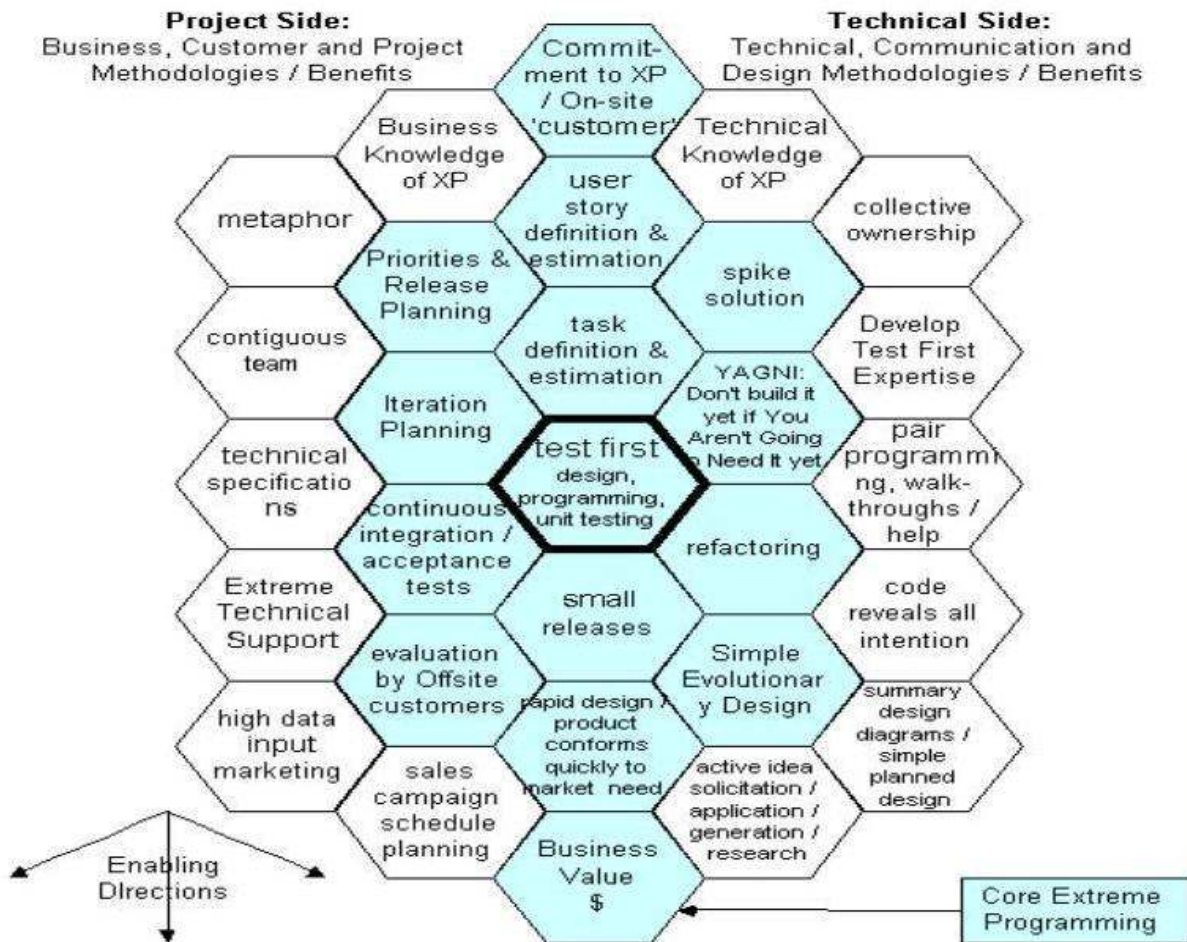 Project Side:
Business, Customer and Project
Methodologies / Benefits
Technical Side:
Technical, Communication and
Design Methodologies / Benefits
Commit-
ment to XP
/ On-site
'customer'
Business
Knowledge
of XP
Technical
Knowledge
of XP
metaphor
user
story
definition &
estimation
collective
ownership
Priorities &
Release
Planning
spike
solution
contiguous
team
task
definition &
estimation
Develop
Test First
Expertise
Iteration
Planning
YAGNI:
Don't build it
yet if You
Aren't Going
o Need It yet
technical
specificatio
ns
test first
design,
programming,
unit testing
pair
programmi
ng, walk-
throughs /
help
continuous
integration /
acceptance
tests
refactoring
Extreme
Technical
Support
small
releases
code
reveals all
intention
evaluation
by Offsite
customers
Simple
Evolutionar
y Design
high data
input
marketing
rapid design /
product
conforms
quickly to
market need
summary
design
diagrams /
simple
planned
design
sales
campaign
schedule
planning
active idea
solicitation /
application /
generation /
research
Business
Value
$
Enabling
DIrections
Core Extreme
Programming